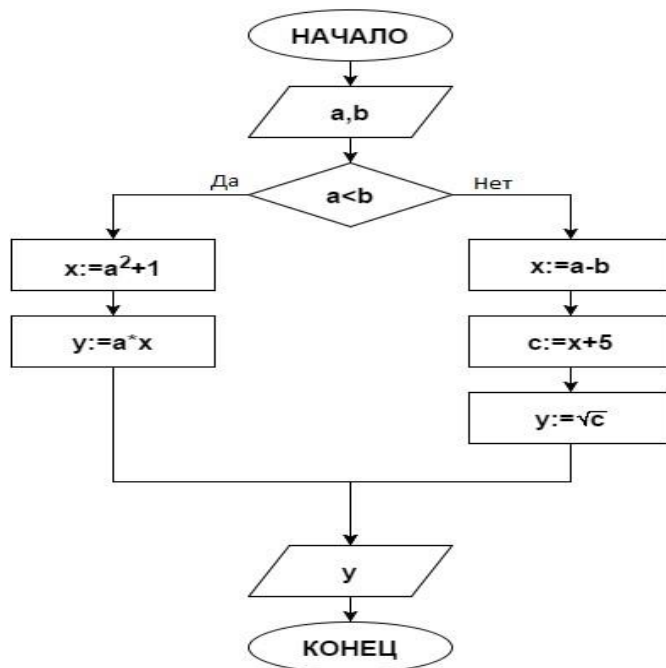 НАЧАЛО
a,b
a<b
Да
Нет
x:=a²+1
y:=a*x
x:=a-b
c:=x+5
y:=√c
y
КОНЕЦ